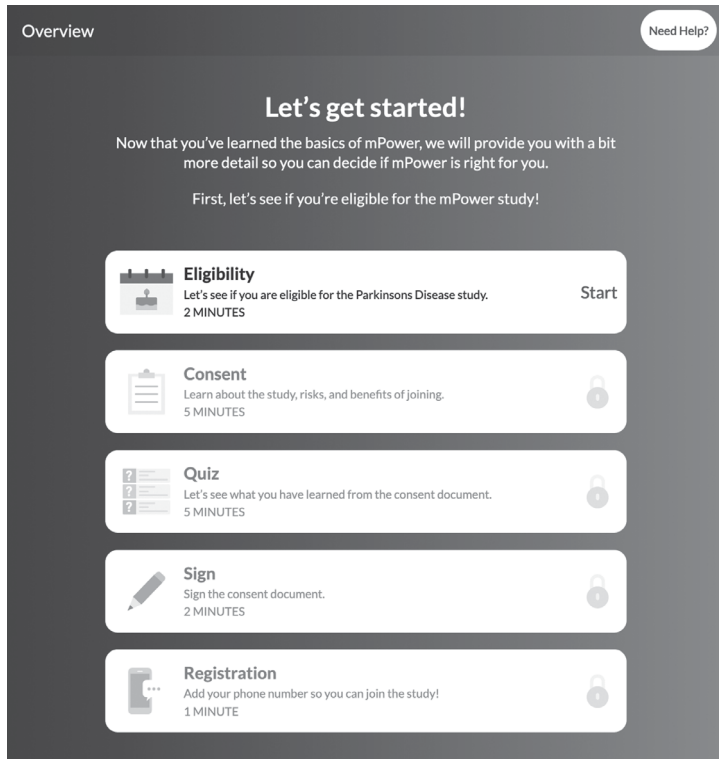 Overview
Need Help?
Let's get started!
Now that you've learned the basics of mPower, we will provide you with a bit
more detail so you can decide if mPower is right for you.
First, let's see if you're eligible for the mPower study!
Eligibility
Let's see if you are eligible for the Parkinsons Disease study.
2 MINUTES
Start
Consent
Learn about the study, risks, and benefits of joining.
5 MINUTES
? 
?
?
Quiz
Let's see what you have learned from the consent document.
5 MINUTES
Sign
Sign the consent document.
2 MINUTES
Registration
Add your phone number so you can join the study!
1 MINUTE